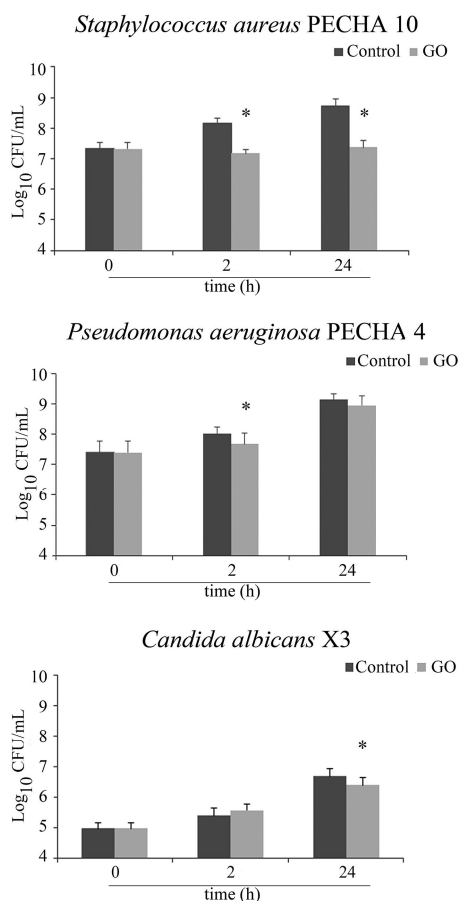 Staphylococcus aureus PECHA 10
Control GO
Log10 CFU/mL
10
9
8
7
6
5
4
* *
0 2 24
time (h)
Pseudomonas aeruginosa PECHA 4
Control GO
Log10 CFU/mL
10
9
8
7
6
5
4
*
0 2 24
time (h)
Candida albicans X3
Control GO
Log10 CFU/mL
10
9
8
7
6
5
4
*
0 2 24
time (h)